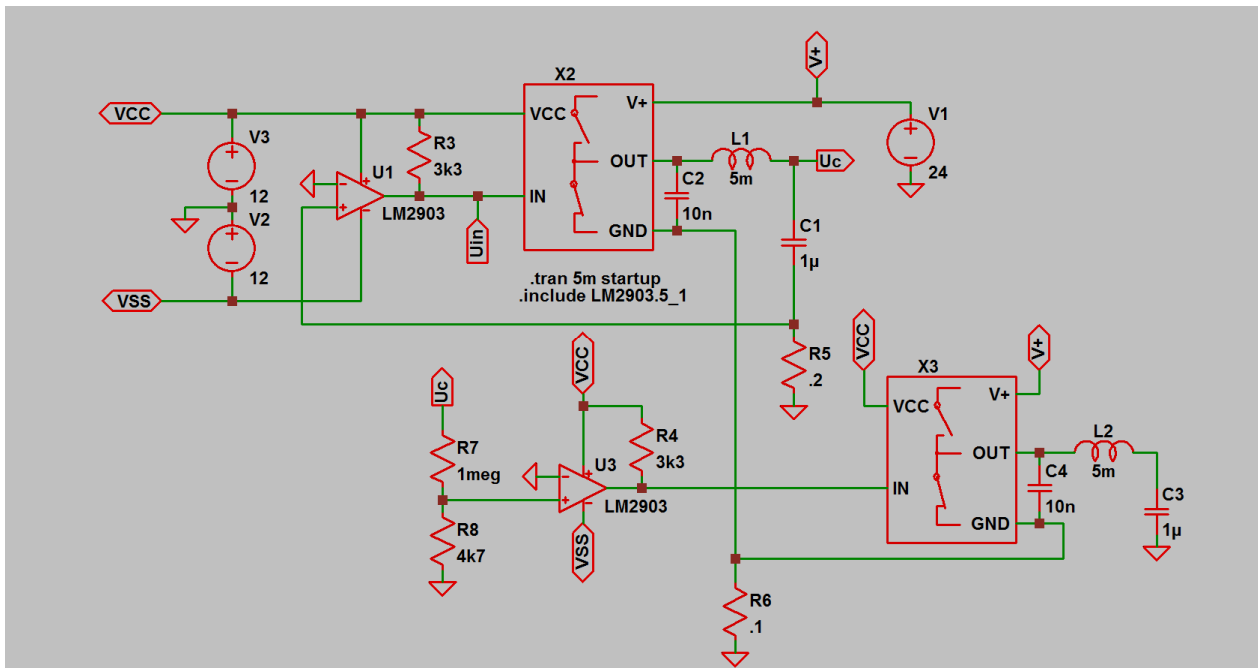 X2
V+
VCC
V3
12
R3
3k3
VCC
V+
V1
24
U1
LM2903
OUT
L1
5m
Uc
C2
10n
IN
GND
C1
1µ
V2
12
Uin
VSS
.tran 5m startup
.include LM2903.5_1
R5
.2
VCC
VCC
V+
X3
Uc
R7
1meg
R4
3k3
VCC
V+
U3
LM2903
OUT
L2
5m
IN
C4
10n
C3
1µ
R8
4k7
VSS
GND
R6
.1